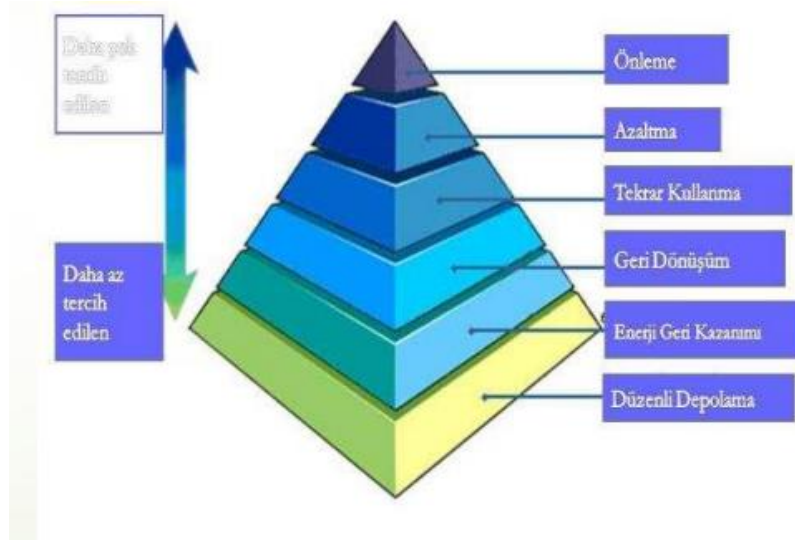 Daha çok
tercih
edilen
Önleme
Azaltma
Tekrar Kullanma
Geri Dönüşüm
Daha az
tercih
edilen
Enerji Geri Kazanımı
Düzenli Depolama